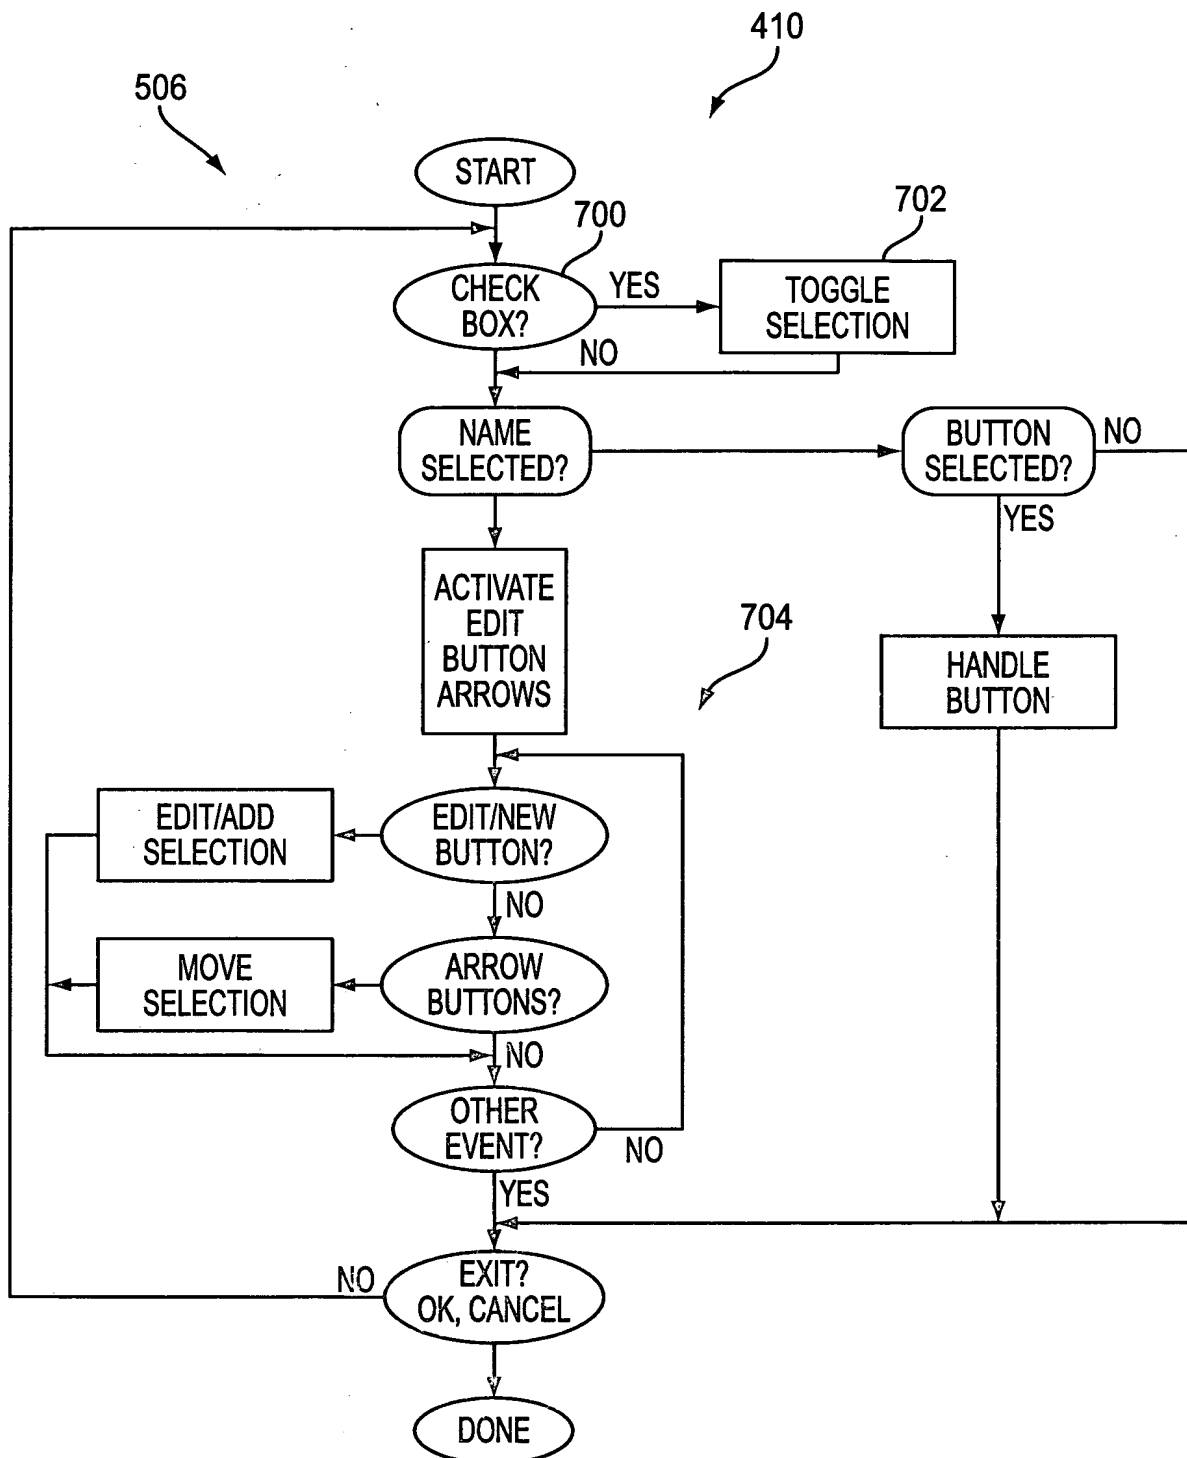 410
506
START
700
702
CHECK
BOX?
YES
TOGGLE
SELECTION
NO
NAME
SELECTED?
BUTTON
SELECTED?
NO
YES
ACTIVATE
EDIT
BUTTON
ARROWS
704
HANDLE
BUTTON
EDIT/ADD
SELECTION
EDIT/NEW
BUTTON?
NO
MOVE
SELECTION
ARROW
BUTTONS?
NO
OTHER
EVENT?
NO
YES
NO
EXIT?
OK, CANCEL
DONE